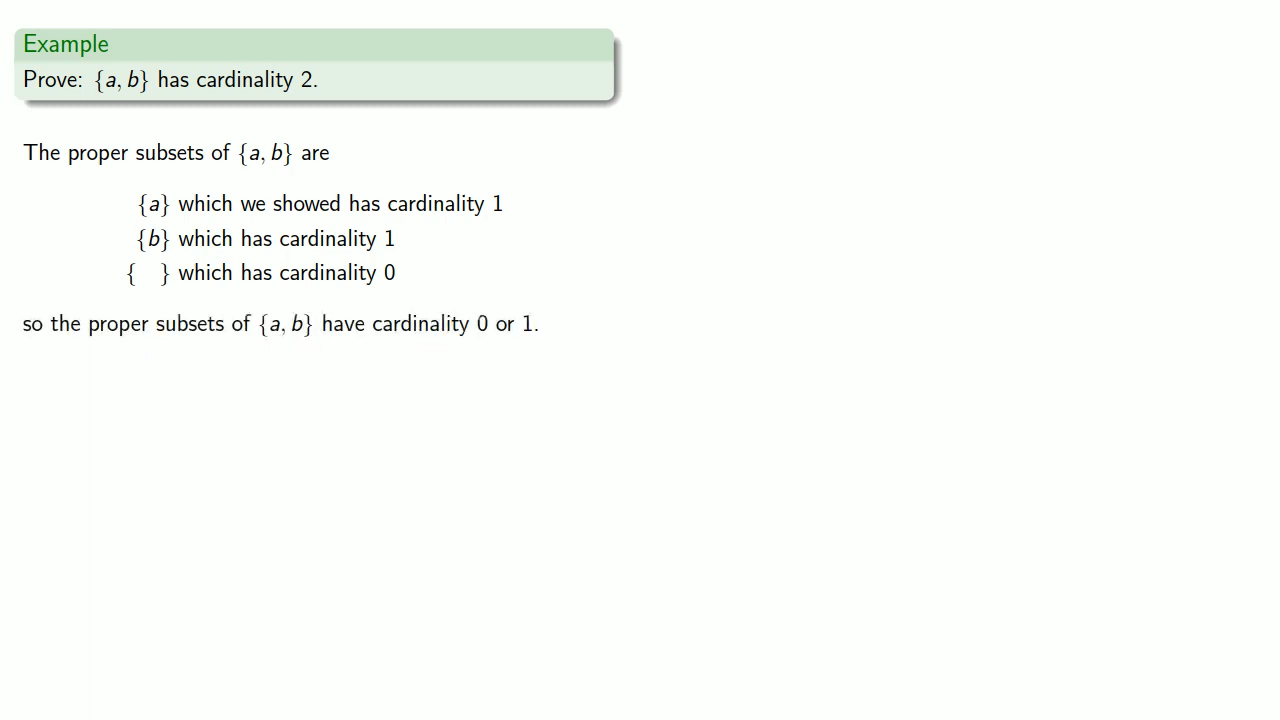 Example
Prove: {a, b} has cardinality 2.
The proper subsets of {a, b} are
{a} which we showed has cardinality 1
{b} which has cardinality 1
{ } which has cardinality 0
so the proper subsets of {a, b} have cardinality 0 or 1.